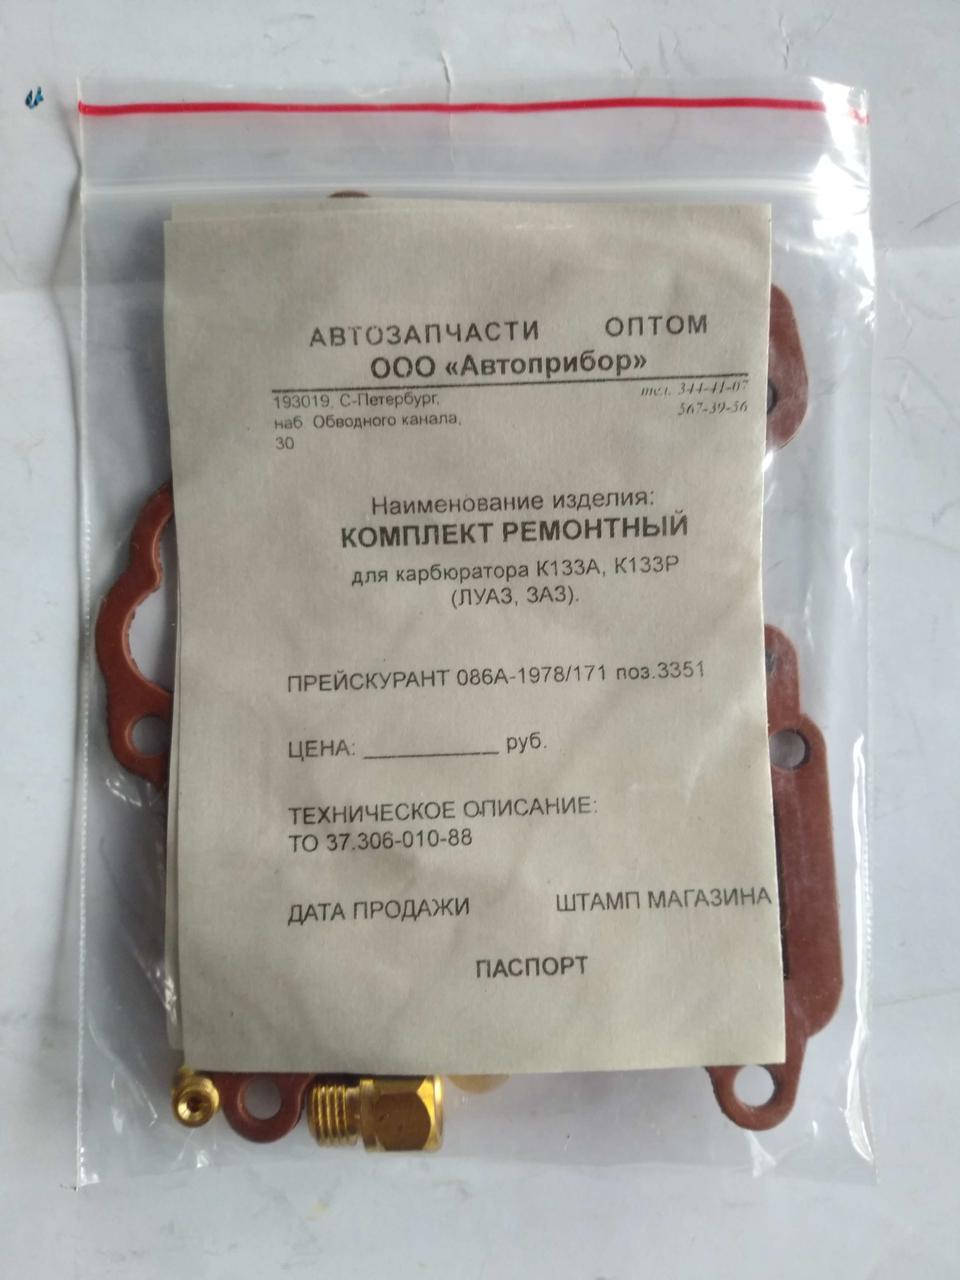 АВТОЗАПЧАСТИ ОПТОМ
ООО «Автоприбор»
193019, С-Петербург, тел. 344-41-07
наб. Обводного канала, 567-39-56
30
Наименование изделия:
КОМПЛЕКТ РЕМОНТНЫЙ
для карбюратора К133А, К133Р
(ЛУАЗ, ЗАЗ).
ПРЕЙСКУРАНТ 086А-1978/171 поз.3351
ЦЕНА: __________ руб.
ТЕХНИЧЕСКОЕ ОПИСАНИЕ:
ТО 37.306-010-88
ДАТА ПРОДАЖИ ШТАМП МАГАЗИНА
ПАСПОРТ